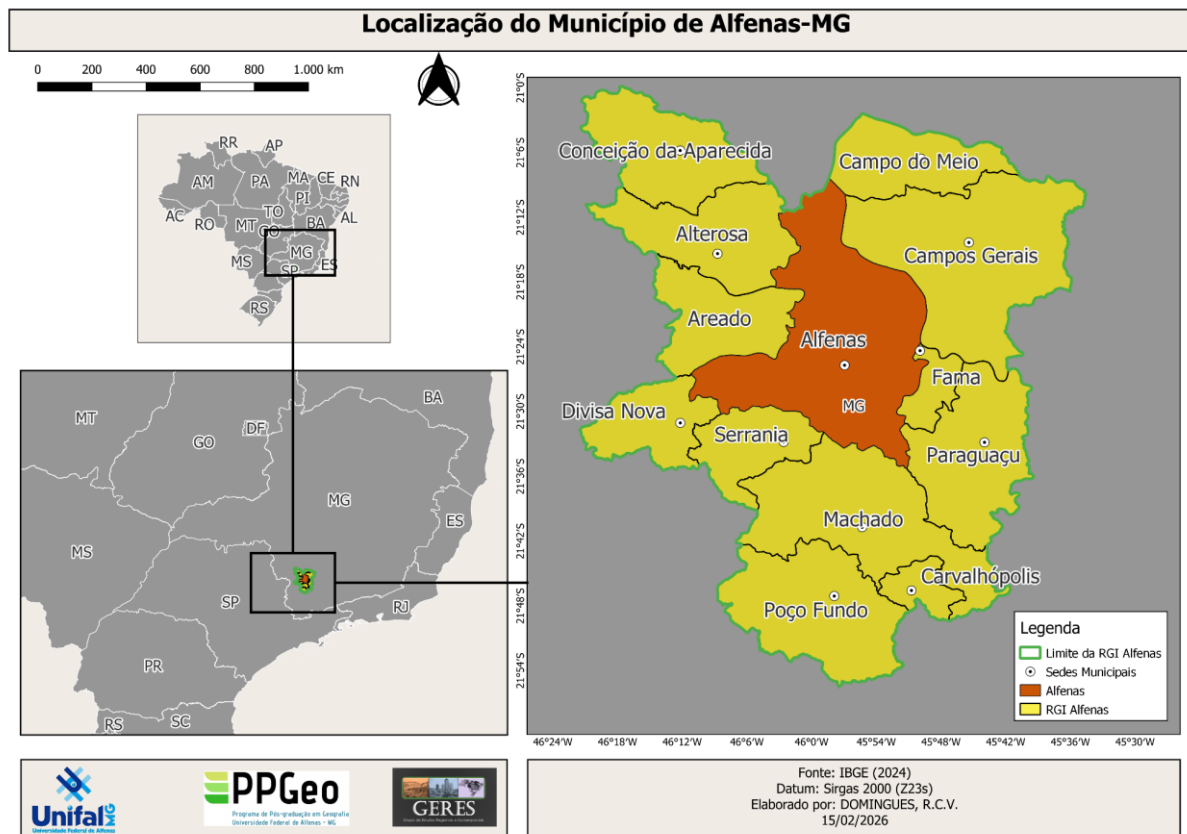 Localização do Município de Alfenas-MG
0 200 400 600 800 1.000 km
RR
AP
AM
PA
MA
CE
RN
PI
AC
RO
MT
TO
BA
AL
GO
MG
MS
SP
ES
RS
MT
GO
DF
BA
MG
ES
MS
SP
RJ
PR
SC
RS
21°0'S
21°6'S
21°12'S
21°18'S
21°24'S
21°30'S
21°36'S
21°42'S
21°48'S
21°54'S
Conceição da Aparecida
Campo do Meio
Alterosa
Campos Gerais
Areado
Alfenas
Fama
MG
Divisa Nova
Serrania
Paraguaçu
Machado
Carvalhópolis
Poço Fundo
Legenda
Limite da RGI Alfenas
Sedes Municipais
Alfenas
RGI Alfenas
46°24'W 46°18'W 46°12'W 46°6'W 46°0'W 45°54'W 45°48'W 45°42'W 45°36'W 45°30'W
Unifal MG
Universidade Federal de Alfenas
PPGeo
Programa de Pós-graduação em Geografia
Universidade Federal de Alfenas - MG
GERES
Fonte: IBGE (2024)
Datum: Sirgas 2000 (Z23s)
Elaborado por: DOMINGUES, R.C.V.
15/02/2026